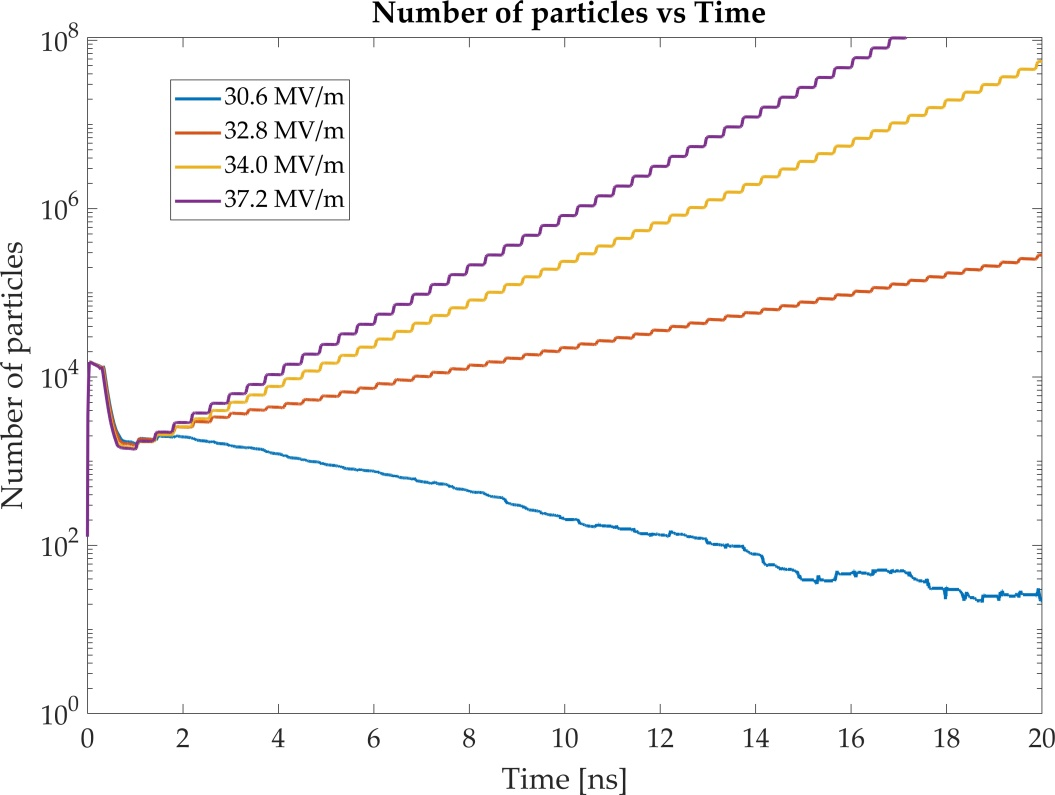 Number of particles vs Time
10^8
10^6
10^4
10^2
10^0
Number of particles
30.6 MV/m
32.8 MV/m
34.0 MV/m
37.2 MV/m
0 2 4 6 8 10 12 14 16 18 20
Time [ns]